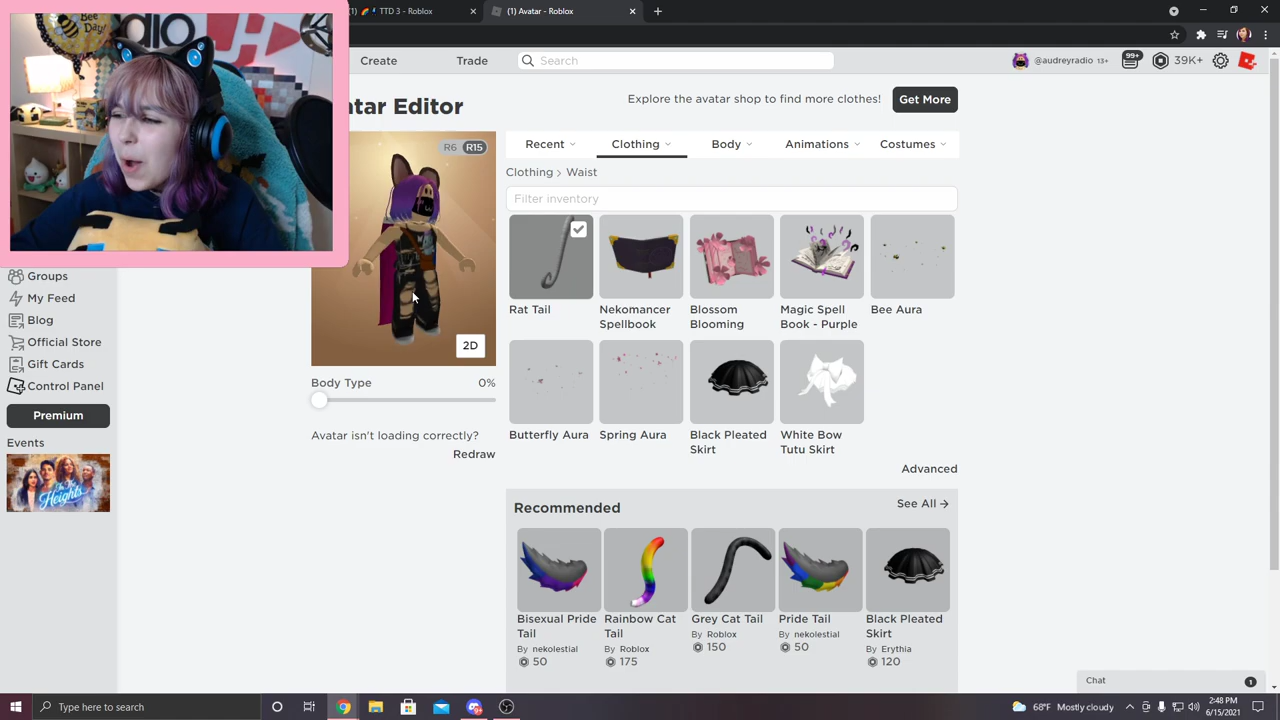 Bee Day!
TTD 3 - Roblox
(1) Avatar - Roblox
Create
Trade
Search
@audreyradio 13+
99+
39K+
Avatar Editor
Explore the avatar shop to find more clothes!
Get More
R6 R15
2D
Body Type 0%
Avatar isn't loading correctly?
Redraw
Recent
Clothing
Body
Animations
Costumes
Clothing > Waist
Filter inventory
Rat Tail
Nekomancer Spellbook
Blossom Blooming
Magic Spell Book - Purple
Bee Aura
Butterfly Aura
Spring Aura
Black Pleated Skirt
White Bow Tutu Skirt
Advanced
Recommended
See All →
Bisexual Pride Tail
By nekolestial
50
Rainbow Cat Tail
By Roblox
175
Grey Cat Tail
By Roblox
150
Pride Tail
By nekolestial
50
Black Pleated Skirt
By Erythia
120
Groups
My Feed
Blog
Official Store
Gift Cards
Control Panel
Premium
Events
In The Heights
Chat
1
Type here to search
68°F Mostly cloudy
2:48 PM
6/15/2021